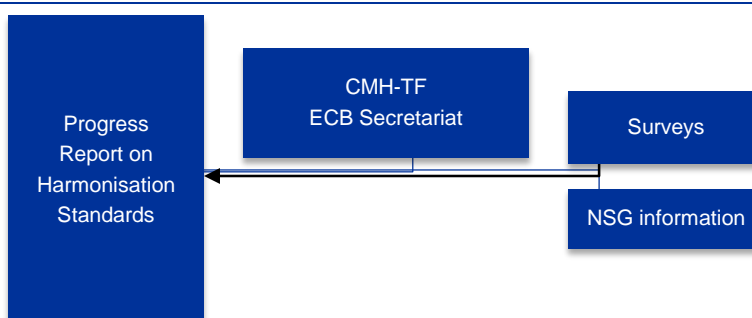 Progress
Report on
Harmonisation
Standards
CMH-TF
ECB Secretariat
Surveys
NSG information